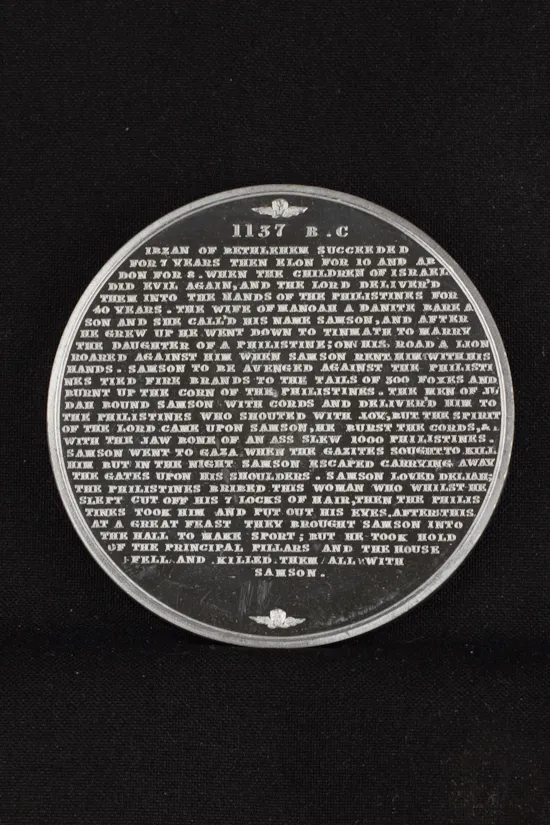 1137 B.C
IBZAN OF BETHLEHEM SUCCEEDED
FOR 7 YEARS THEN ELON FOR 10 AND AB
DON FOR 8. WHEN THE CHILDREN OF ISRAEL
DID EVIL AGAIN, AND THE LORD DELIVER'D
THEM INTO THE HANDS OF THE PHILISTINES FOR
40 YEARS. THE WIFE OF MANOAH A DANITE BARE A
SON AND SHE CALL'D HIS NAME SAMSON, AND AFTER
HE GREW UP HE WENT DOWN TO TINMATH TO MARRY
THE DAUGHTER OF A PHILISTINE; ON HIS ROAD A LION
ROARED AGAINST HIM WHEN SAMSON RENT HIM WITH HIS
HANDS. SAMSON TO BE AVENGED AGAINST THE PHILISTI
NES TIED FIRE BRANDS TO THE TAILS OF 300 FOXES AND
BURNT UP THE CORN OF THE PHILISTINES. THE MEN OF JU
DAH BOUND SAMSON WITH CORDS AND DELIVER'D HIM TO
THE PHILISTINES WHO SHOUTED WITH JOY, BUT THE SPIRIT
OF THE LORD CAME UPON SAMSON, HE BURST THE CORDS, &.
WITH THE JAW BONE OF AN ASS SLEW 1000 PHILISTINES.
SAMSON WENT TO GAZA WHEN THE GAZITES SOUGHT TO KILL
HIM BUT IN THE NIGHT SAMSON ESCAPED CARRYING AWAY
THE GATES UPON HIS SHOULDERS. SAMSON LOVED DELIAH;
THE PHILISTINES BRIBED THIS WOMAN WHO WHILST HE
SLEPT CUT OFF HIS 7 LOCKS OF HAIR, THEN THE PHILIS
TINES TOOK HIM AND PUT OUT HIS EYES. AFTER THIS
AT A GREAT FEAST THEY BROUGHT SAMSON INTO
THE HALL TO MAKE SPORT; BUT HE TOOK HOLD
OF THE PRINCIPAL PILLARS AND THE HOUSE
FELL AND KILLED THEM ALL WITH
SAMSON.